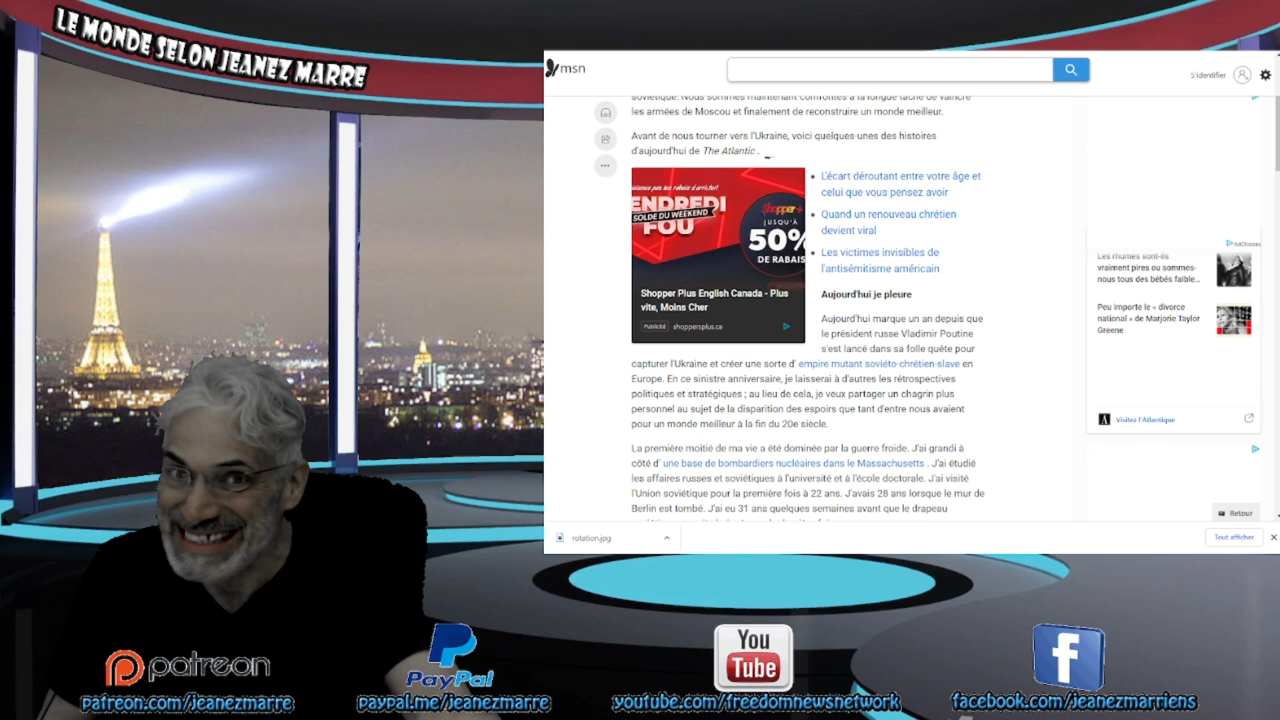 LE MONDE SELON JEANEZ MARRE
msn
S'identifier
soviétique. Nous sommes maintenant confrontés à la longue tâche de vaincre
les armées de Moscou et finalement de reconstruire un monde meilleur.
Avant de nous tourner vers l'Ukraine, voici quelques-unes des histoires
d'aujourd'hui de The Atlantic .
ENDREDI
SOLDE DU WEEKEND
FOU
Shopper+
JUSQU'À
50%
DE RABAIS
Shopper Plus English Canada - Plus
vite, Moins Cher
Publicité shopperplus.ca
L'écart déroutant entre votre âge et
celui que vous pensez avoir
Quand un renouveau chrétien
devient viral
Les victimes invisibles de
l'antisémitisme américain
Aujourd'hui je pleure
Aujourd'hui marque un an depuis que
le président russe Vladimir Poutine
s'est lancé dans sa folle quête pour
capturer l'Ukraine et créer une sorte d' empire mutant soviéto-chrétien-slave en
Europe. En ce sinistre anniversaire, je laisserai à d'autres les rétrospectives
politiques et stratégiques ; au lieu de cela, je veux partager un chagrin plus
personnel au sujet de la disparition des espoirs que tant d'entre nous avaient
pour un monde meilleur à la fin du 20e siècle.
La première moitié de ma vie a été dominée par la guerre froide. J'ai grandi à
côté d' une base de bombardiers nucléaires dans le Massachusetts . J'ai étudié
les affaires russes et soviétiques à l'université et à l'école doctorale. J'ai visité
l'Union soviétique pour la première fois à 22 ans. J'avais 28 ans lorsque le mur de
Berlin est tombé. J'ai eu 31 ans quelques semaines avant que le drapeau
AdChoices
Les rhumes sont-ils
vraiment pires ou sommes-
nous tous des bébés faible...
Peu importe le « divorce
national » de Marjorie Taylor
Greene
Visitez l'Atlantique
Retour
rotation.jpg
Tout afficher
patreon
patreon.com/jeanezmarre
PayPal
paypal.me/jeanezmarre
You
Tube
youtube.com/freedomnewsnetwork
f
facebook.com/jeanezmarriens